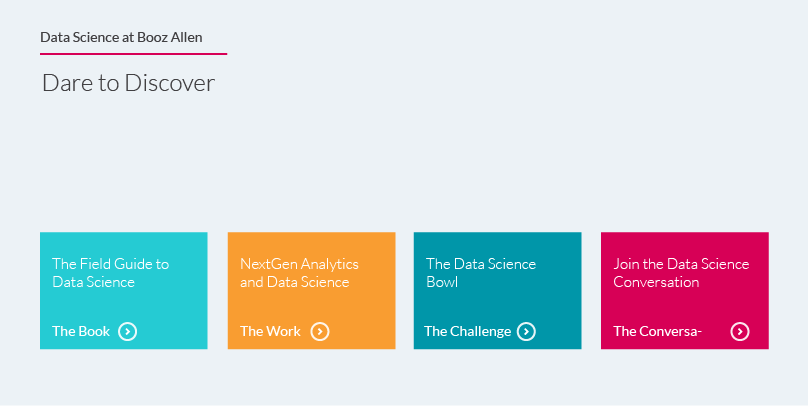 Data Science at Booz Allen
Dare to Discover
The Field Guide to
Data Science
The Book
NextGen Analytics
and Data Science
The Work
The Data Science
Bowl
The Challenge
Join the Data Science
Conversation
The Conversa-